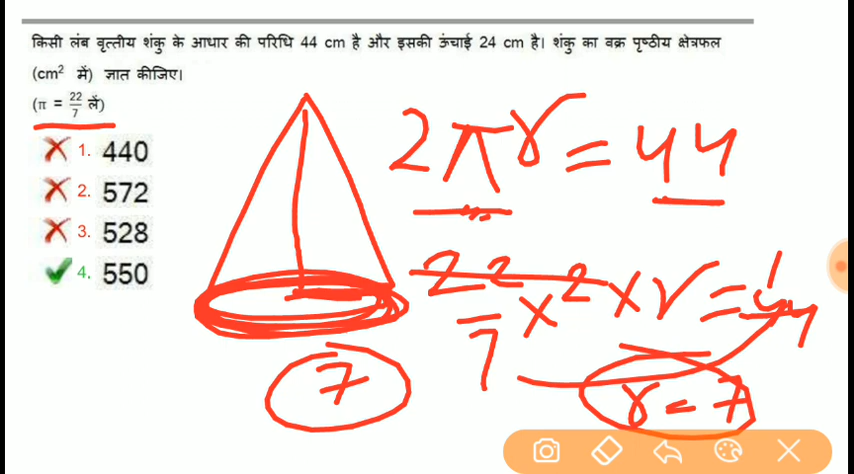 किसी लंब वृत्तीय शंकु के आधार की परिधि 44 cm है और इसकी ऊंचाई 24 cm है। शंकु का वक्र पृष्ठीय क्षेत्रफल
(cm² में) ज्ञात कीजिए।
(π = 22/7 लें)
1. 440
2. 572
3. 528
4. 550
2πr = 44
22/7 × 2 × r = 44
r = 7
7